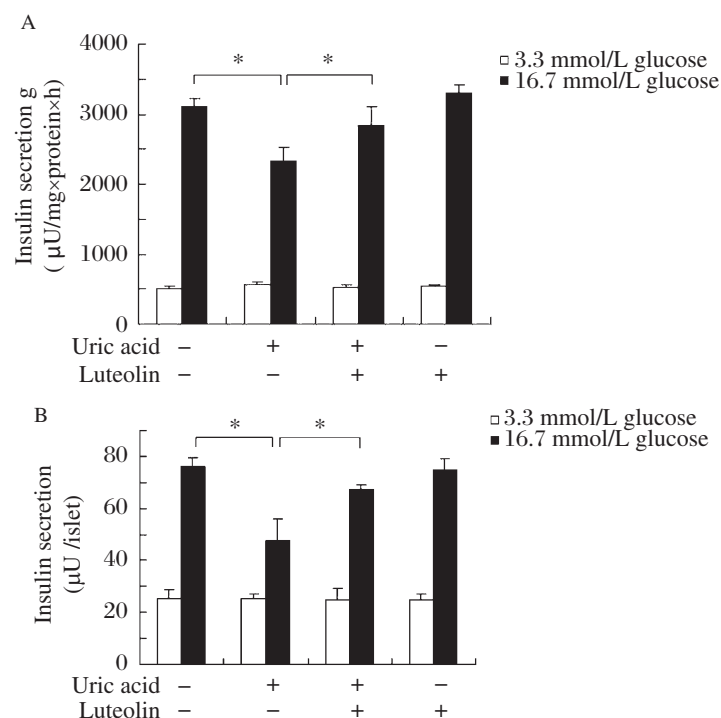 A
4000
3000
2000
1000
0
Insulin secretion g
( μU/mg×protein×h)
* *
3.3 mmol/L glucose
16.7 mmol/L glucose
Uric acid − + + −
Luteolin − − + +
B
80
60
40
20
0
Insulin secretion
(μU /islet)
* *
3.3 mmol/L glucose
16.7 mmol/L glucose
Uric acid − + + −
Luteolin − − + +